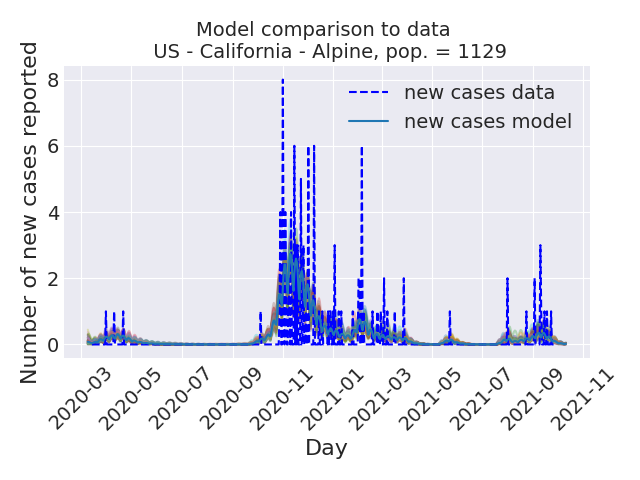 Model comparison to data
US - California - Alpine, pop. = 1129
Number of new cases reported
8
6
4
2
0
new cases data
new cases model
2020-03
2020-05
2020-07
2020-09
2020-11
2021-01
2021-03
2021-05
2021-07
2021-09
2021-11
Day